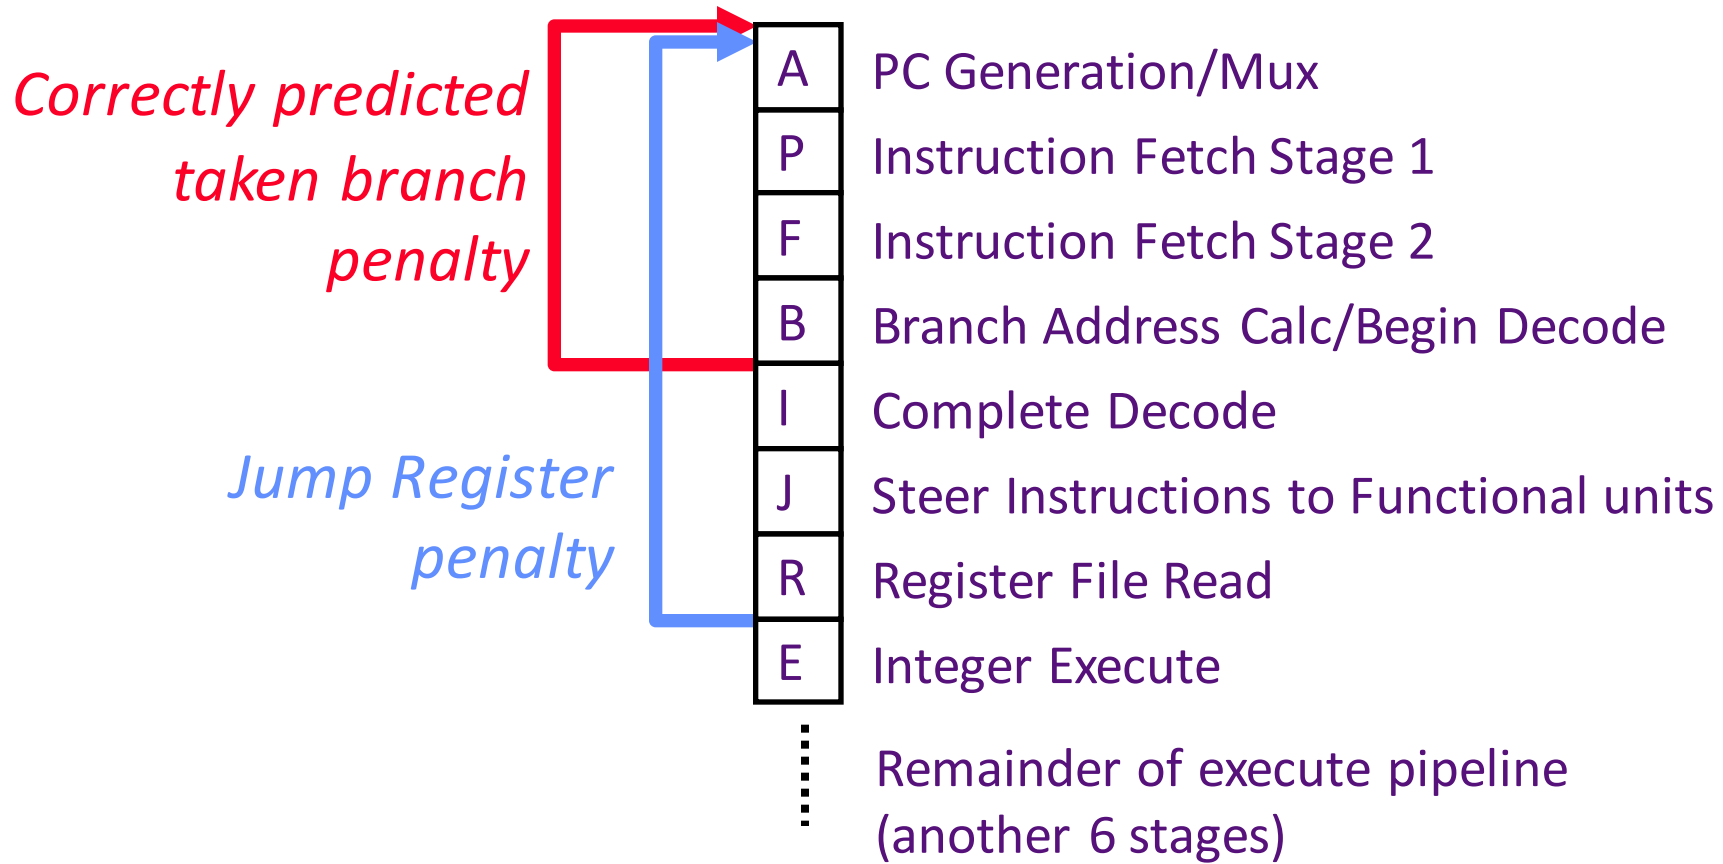 Correctly predicted
taken branch
penalty
Jump Register
penalty
A PC Generation/Mux
P Instruction Fetch Stage 1
F Instruction Fetch Stage 2
B Branch Address Calc/Begin Decode
I Complete Decode
J Steer Instructions to Functional units
R Register File Read
E Integer Execute
Remainder of execute pipeline
(another 6 stages)